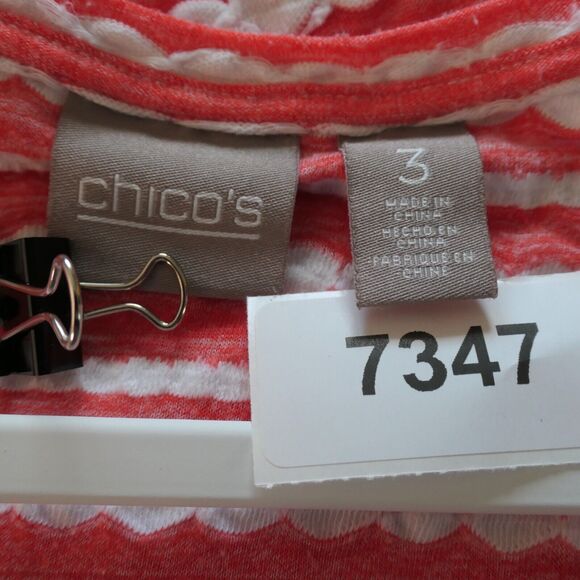 chico's
3
MADE IN
CHINA
HECHO EN
CHINA
FABRIQUE EN
CHINE
7347